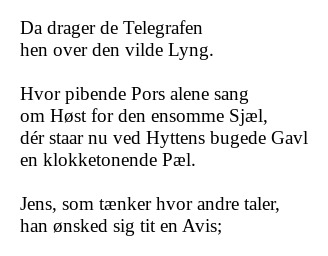 Da drager de Telegrafen
hen over den vilde Lyng.

Hvor pibende Pors alene sang
om Høst for den ensomme Sjæl,
dér staar nu ved Hyttens bugede Gavl
en klokketonende Pæl.

Jens, som tænker hvor andre taler,
han ønsked sig tit en Avis;